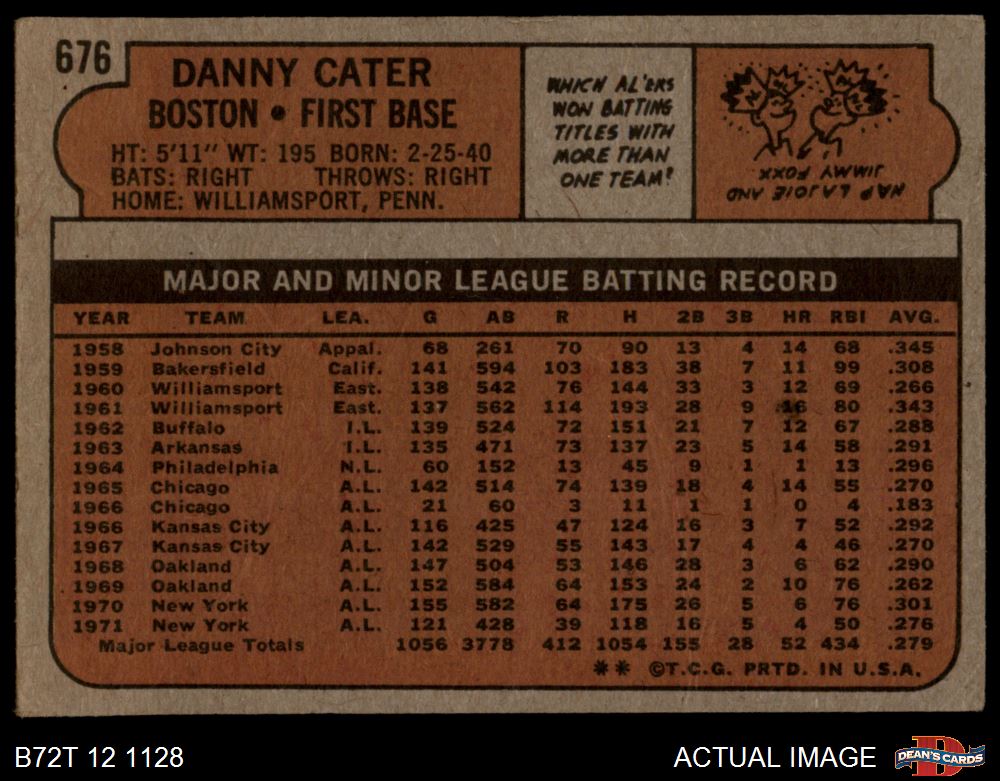 676
DANNY CATER
BOSTON • FIRST BASE
HT: 5'11" WT: 195 BORN: 2-25-40
BATS: RIGHT THROWS: RIGHT
HOME: WILLIAMSPORT, PENN.
WHICH AL'ERS
WON BATTING
TITLES WITH
MORE THAN
ONE TEAM?
NAP LAJOIE AND
JIMMY FOXX
MAJOR AND MINOR LEAGUE BATTING RECORD
YEAR TEAM LEA. G AB R H 2B 3B HR RBI AVG.
1958 Johnson City Appal. 68 261 70 90 13 4 14 68 .345
1959 Bakersfield Calif. 141 594 103 183 38 7 11 99 .308
1960 Williamsport East. 138 542 76 144 33 3 12 69 .266
1961 Williamsport East. 137 562 114 193 28 9 16 80 .343
1962 Buffalo I.L. 139 524 72 151 21 7 12 67 .288
1963 Arkansas I.L. 135 471 73 137 23 5 14 58 .291
1964 Philadelphia N.L. 60 152 13 45 9 1 1 13 .296
1965 Chicago A.L. 142 514 74 139 18 4 14 55 .270
1966 Chicago A.L. 21 60 3 11 1 1 0 4 .183
1966 Kansas City A.L. 116 425 47 124 16 3 7 52 .292
1967 Kansas City A.L. 142 529 55 143 17 4 4 46 .270
1968 Oakland A.L. 147 504 53 146 28 3 6 62 .290
1969 Oakland A.L. 152 584 64 153 24 2 10 76 .262
1970 New York A.L. 155 582 64 175 26 5 6 76 .301
1971 New York A.L. 121 428 39 118 16 5 4 50 .276
Major League Totals 1056 3778 412 1054 155 28 52 434 .279
** ©T.C.G. PRTD. IN U.S.A.
B72T 12 1128
ACTUAL IMAGE
D
DEAN'S CARDS